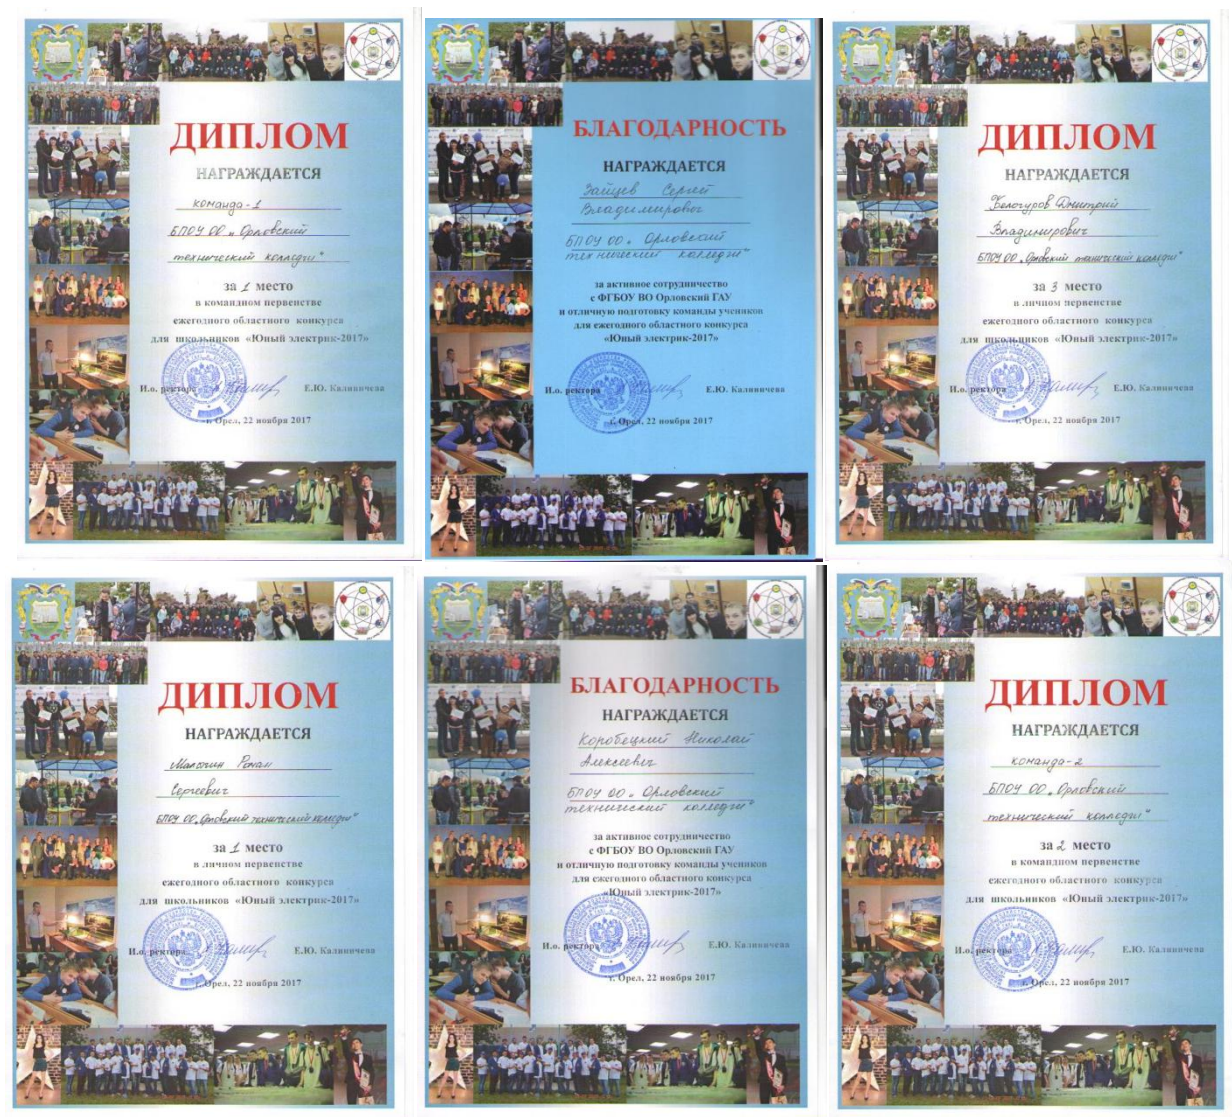 ДИПЛОМ
НАГРАЖДАЕТСЯ
команда-1
БПОУ ОО „Орловский
технический колледж"
за 1 место
в командном первенстве
ежегодного областного конкурса
для школьников «Юный электрик-2017»
И.о. ректора Е.Ю. Калиничева
г. Орел, 22 ноября 2017
БЛАГОДАРНОСТЬ
НАГРАЖДАЕТСЯ
Зайцев Сергей
Владимирович
БПОУ ОО „Орловский
технический колледж"
за активное сотрудничество
с ФГБОУ ВО Орловский ГАУ
и отличную подготовку команды учеников
для ежегодного областного конкурса
«Юный электрик-2017»
И.о. ректора Е.Ю. Калиничева
г. Орел, 22 ноября 2017
ДИПЛОМ
НАГРАЖДАЕТСЯ
Белогуров Дмитрий
Владимирович
БПОУ ОО „Орловский технический колледж"
за 3 место
в личном первенстве
ежегодного областного конкурса
для школьников «Юный электрик-2017»
И.о. ректора Е.Ю. Калиничева
г. Орел, 22 ноября 2017
ДИПЛОМ
НАГРАЖДАЕТСЯ
Роман
Сергеевич
БПОУ ОО „Орловский технический колледж"
за 1 место
в личном первенстве
ежегодного областного конкурса
для школьников «Юный электрик-2017»
И.о. ректора Е.Ю. Калиничева
г. Орел, 22 ноября 2017
БЛАГОДАРНОСТЬ
НАГРАЖДАЕТСЯ
Коробецкий Николай
Алексеевич
БПОУ ОО „Орловский
технический колледж"
за активное сотрудничество
с ФГБОУ ВО Орловский ГАУ
и отличную подготовку команды учеников
для ежегодного областного конкурса
«Юный электрик-2017»
И.о. ректора Е.Ю. Калиничева
г. Орел, 22 ноября 2017
ДИПЛОМ
НАГРАЖДАЕТСЯ
команда-2
БПОУ ОО „Орловский
технический колледж"
за 2 место
в командном первенстве
ежегодного областного конкурса
для школьников «Юный электрик-2017»
И.о. ректора Е.Ю. Калиничева
г. Орел, 22 ноября 2017